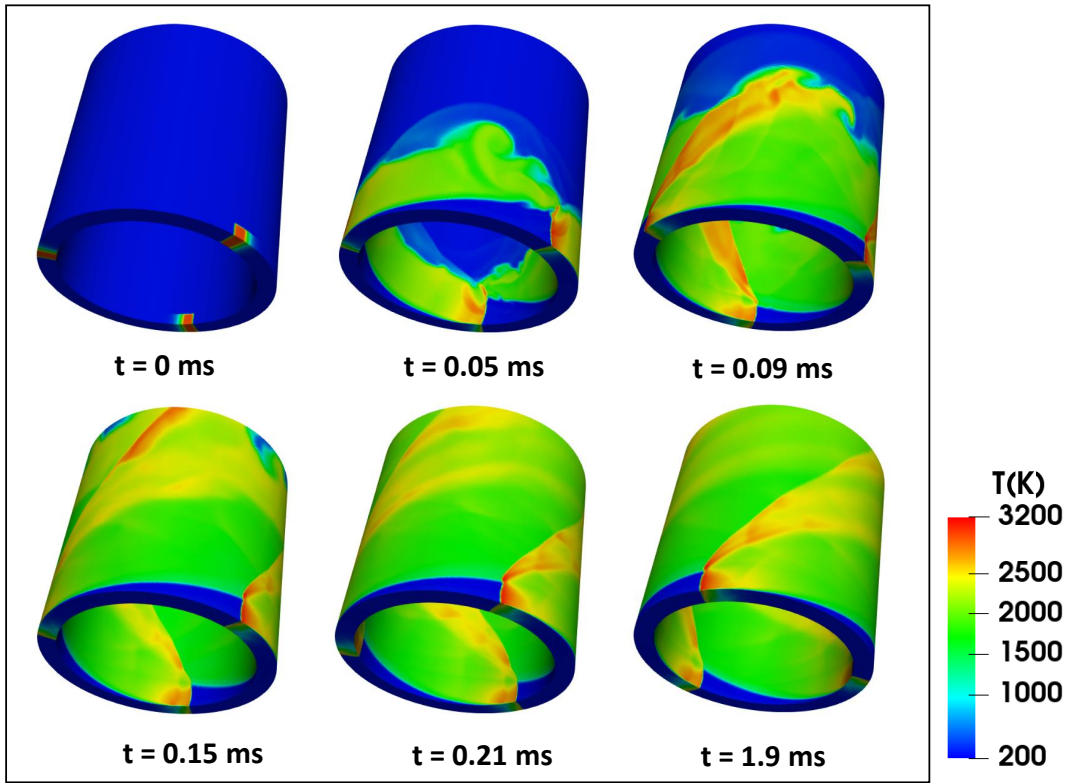 t = 0 ms
t = 0.05 ms
t = 0.09 ms
t = 0.15 ms
t = 0.21 ms
t = 1.9 ms
T(K)
3200
2500
2000
1500
1000
200